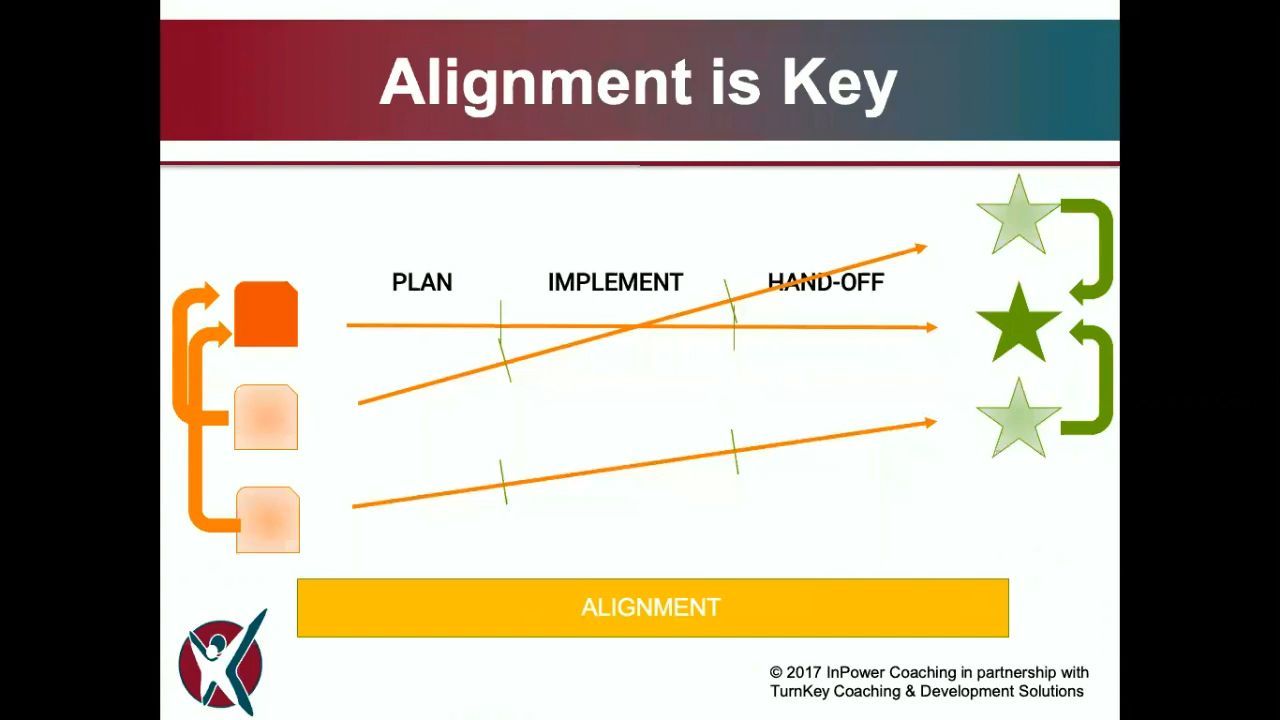 Alignment is Key
PLAN IMPLEMENT HAND-OFF
ALIGNMENT
© 2017 InPower Coaching in partnership with
TurnKey Coaching & Development Solutions